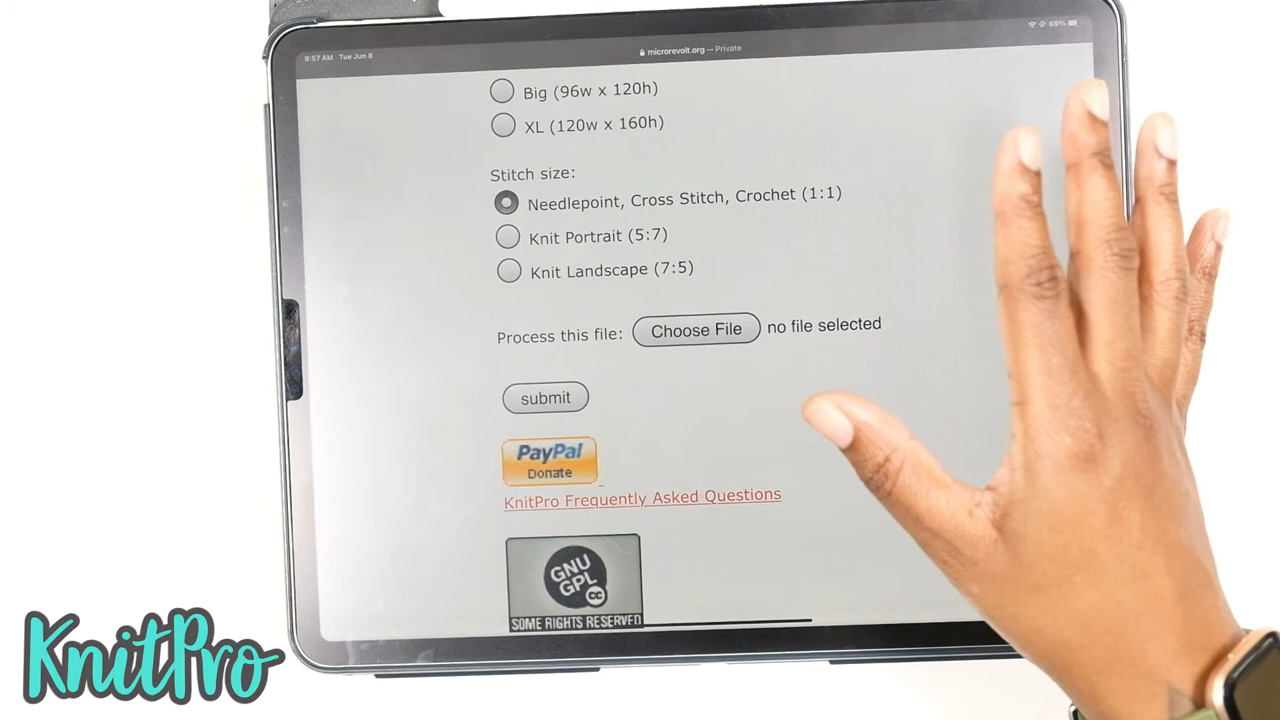 9:57 AM Tue Jun 8
microrevolt.org — Private
69%
Big (96w x 120h)
XL (120w x 160h)
Stitch size:
Needlepoint, Cross Stitch, Crochet (1:1)
Knit Portrait (5:7)
Knit Landscape (7:5)
Process this file: Choose File no file selected
submit
PayPal
Donate
KnitPro Frequently Asked Questions
GNU
GPL
cc
SOME RIGHTS RESERVED
KnitPro